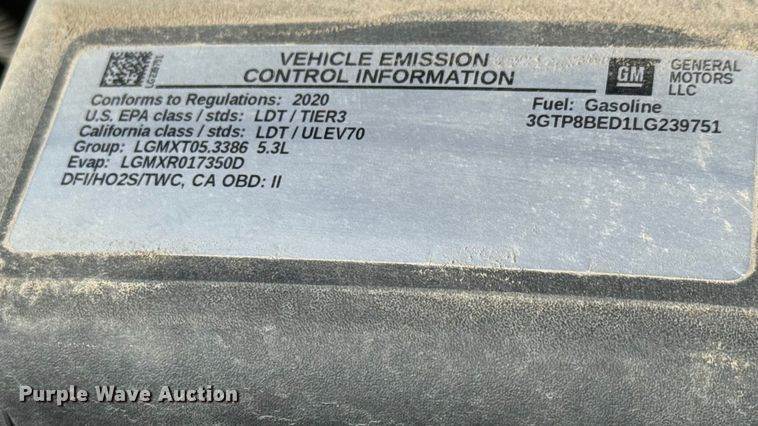 VEHICLE EMISSION
CONTROL INFORMATION
GM
GENERAL
MOTORS
LLC
Conforms to Regulations: 2020
U.S. EPA class / stds: LDT / TIER3
California class / stds: LDT / ULEV70
Group: LGMXT05.3386 5.3L
Evap: LGMXR017350D
DFI/HO2S/TWC, CA OBD: II
Fuel: Gasoline
3GTP8BED1LG239751
Purple Wave Auction